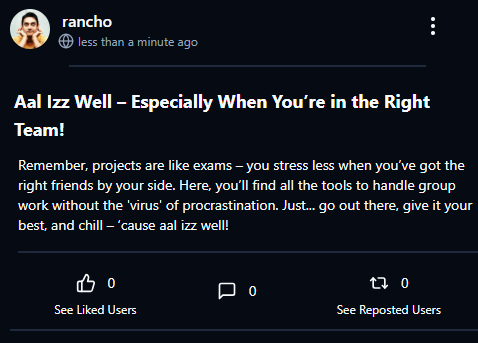 rancho
less than a minute ago
Aal Izz Well – Especially When You’re in the Right
Team!
Remember, projects are like exams – you stress less when you’ve got the
right friends by your side. Here, you’ll find all the tools to handle group
work without the 'virus' of procrastination. Just... go out there, give it your
best, and chill – ‘cause aal izz well!
0
0
0
See Liked Users
See Reposted Users